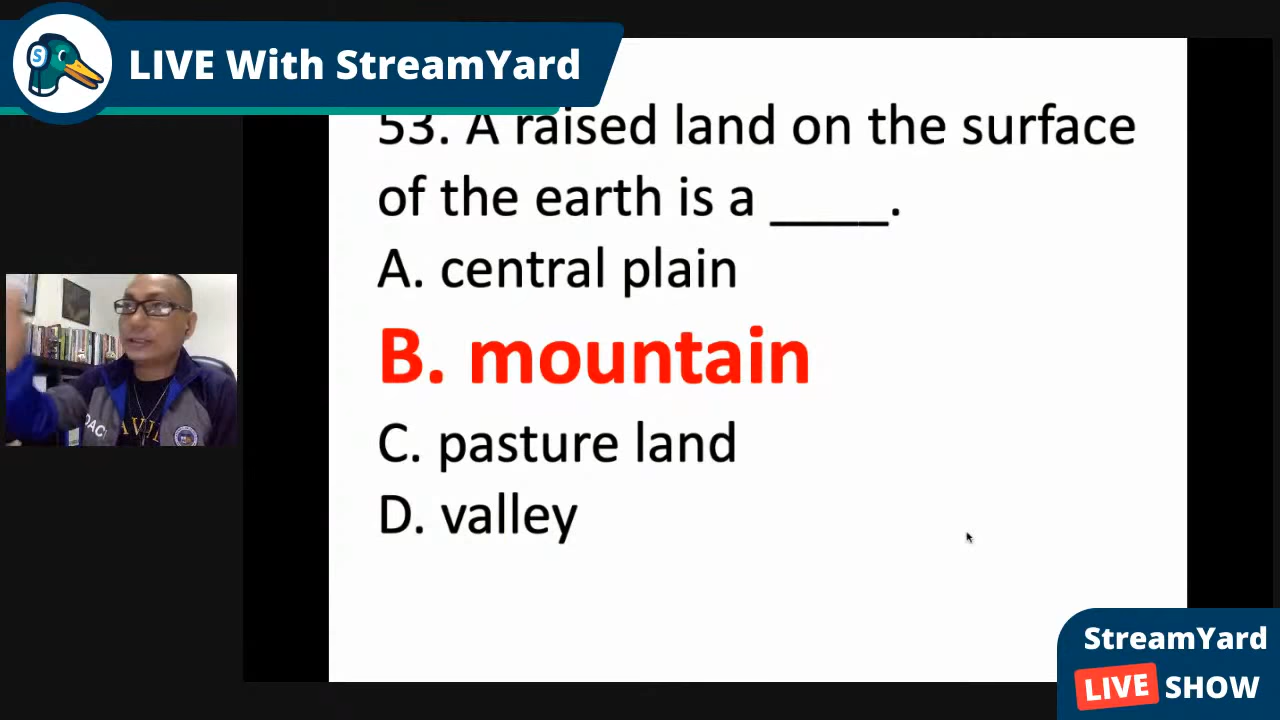 LIVE With StreamYard
53. A raised land on the surface
of the earth is a ____.
A. central plain
B. mountain
C. pasture land
D. valley
StreamYard
LIVE SHOW